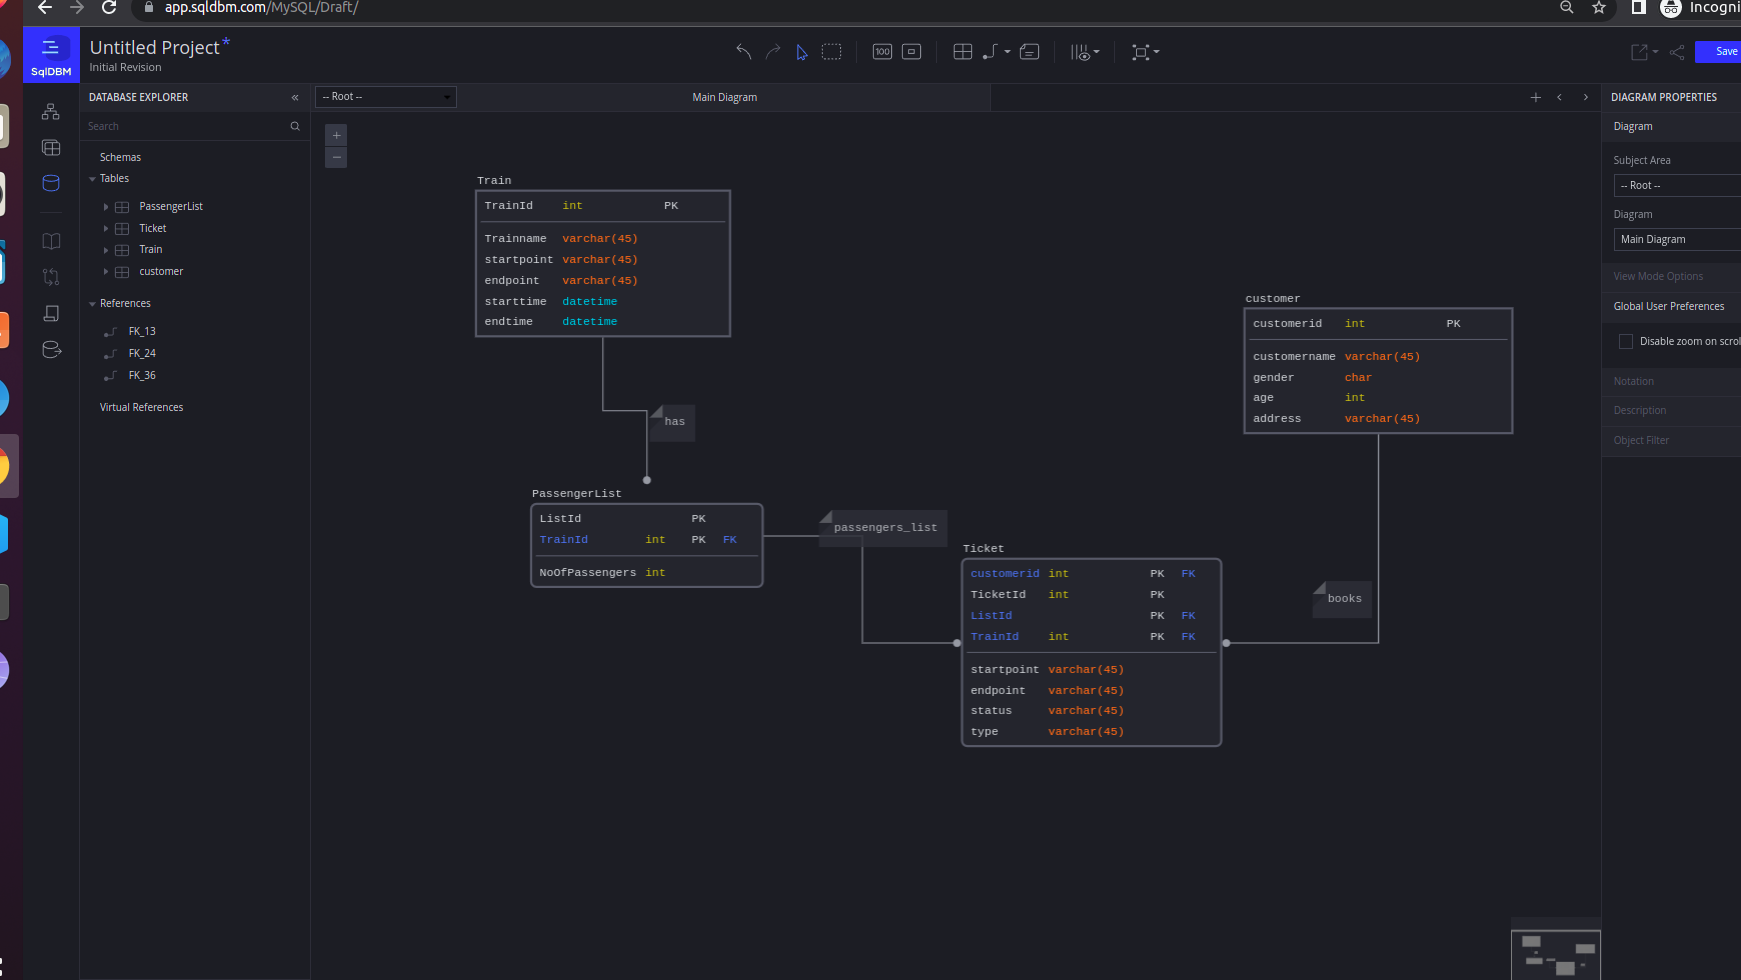 app.sqldbm.com/MySQL/Draft/
Incogni
SqlDBM
Untitled Project*
Initial Revision
100
Save
DATABASE EXPLORER
«
-- Root --
Main Diagram
DIAGRAM PROPERTIES
Search
Schemas
Tables
PassengerList
Ticket
Train
customer
References
FK_13
FK_24
FK_36
Virtual References
+
−
Train
TrainId int PK
Trainname varchar(45)
startpoint varchar(45)
endpoint varchar(45)
starttime datetime
endtime datetime
has
PassengerList
ListId PK
TrainId int PK FK
NoOfPassengers int
passengers_list
Ticket
customerid int PK FK
TicketId int PK
ListId PK FK
TrainId int PK FK
startpoint varchar(45)
endpoint varchar(45)
status varchar(45)
type varchar(45)
customer
customerid int PK
customername varchar(45)
gender char
age int
address varchar(45)
books
Diagram
Subject Area
-- Root --
Diagram
Main Diagram
View Mode Options
Global User Preferences
Disable zoom on scrol
Notation
Description
Object Filter